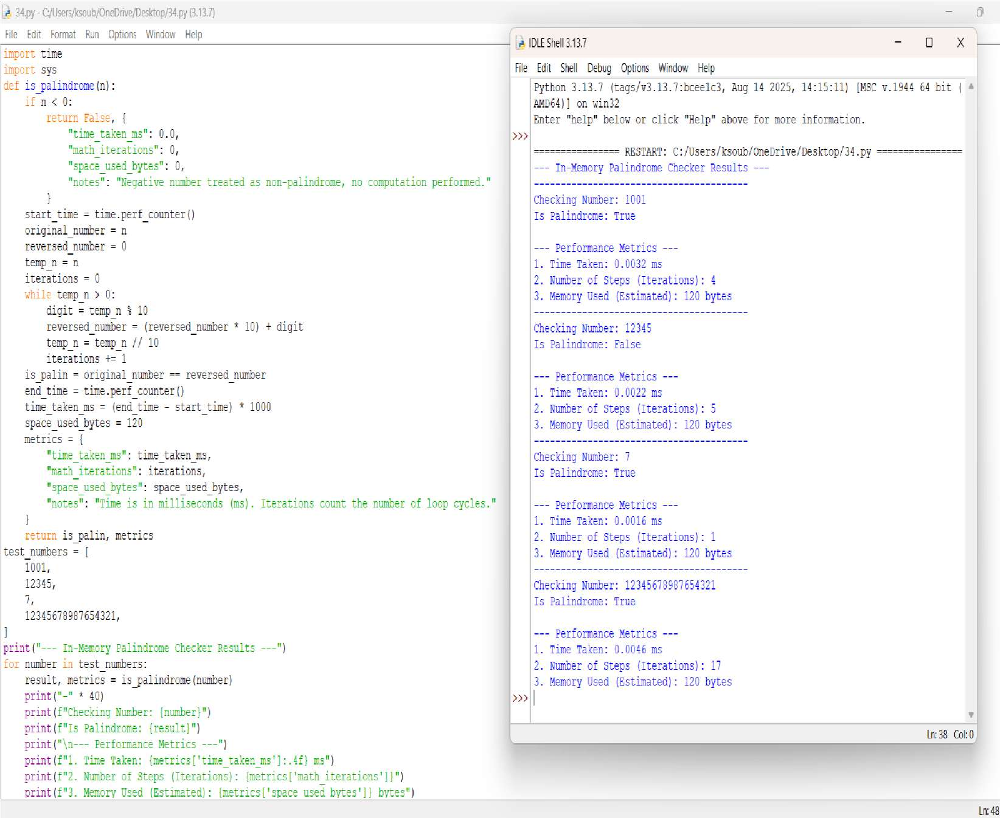 34.py - C:/Users/ksoub/OneDrive/Desktop/34.py (3.13.7)
File Edit Format Run Options Window Help
import time
import sys
def is_palindrome(n):
    if n < 0:
        return False, {
            "time_taken_ms": 0.0,
            "math_iterations": 0,
            "space_used_bytes": 0,
            "notes": "Negative number treated as non-palindrome, no computation performed."
        }
    start_time = time.perf_counter()
    original_number = n
    reversed_number = 0
    temp_n = n
    iterations = 0
    while temp_n > 0:
        digit = temp_n % 10
        reversed_number = (reversed_number * 10) + digit
        temp_n = temp_n // 10
        iterations += 1
    is_palin = original_number == reversed_number
    end_time = time.perf_counter()
    time_taken_ms = (end_time - start_time) * 1000
    space_used_bytes = 120
    metrics = {
        "time_taken_ms": time_taken_ms,
        "math_iterations": iterations,
        "space_used_bytes": space_used_bytes,
        "notes": "Time is in milliseconds (ms). Iterations count the number of loop cycles."
    }
    return is_palin, metrics
test_numbers = [
    1001,
    12345,
    7,
    12345678987654321,
]
print("--- In-Memory Palindrome Checker Results ---")
for number in test_numbers:
    result, metrics = is_palindrome(number)
    print("-" * 40)
    print(f"Checking Number: {number}")
    print(f"Is Palindrome: {result}")
    print("\n--- Performance Metrics ---")
    print(f"1. Time Taken: {metrics['time_taken_ms']:.4f} ms")
    print(f"2. Number of Steps (Iterations): {metrics['math_iterations']}")
    print(f"3. Memory Used (Estimated): {metrics['space_used_bytes']} bytes")
Ln: 48
IDLE Shell 3.13.7
File Edit Shell Debug Options Window Help
Python 3.13.7 (tags/v3.13.7:bcee1c3, Aug 14 2025, 14:15:11) [MSC v.1944 64 bit (
AMD64)] on win32
Enter "help" below or click "Help" above for more information.
>>>
================ RESTART: C:/Users/ksoub/OneDrive/Desktop/34.py ================
--- In-Memory Palindrome Checker Results ---
----------------------------------------
Checking Number: 1001
Is Palindrome: True

--- Performance Metrics ---
1. Time Taken: 0.0032 ms
2. Number of Steps (Iterations): 4
3. Memory Used (Estimated): 120 bytes
----------------------------------------
Checking Number: 12345
Is Palindrome: False

--- Performance Metrics ---
1. Time Taken: 0.0022 ms
2. Number of Steps (Iterations): 5
3. Memory Used (Estimated): 120 bytes
----------------------------------------
Checking Number: 7
Is Palindrome: True

--- Performance Metrics ---
1. Time Taken: 0.0016 ms
2. Number of Steps (Iterations): 1
3. Memory Used (Estimated): 120 bytes
----------------------------------------
Checking Number: 12345678987654321
Is Palindrome: True

--- Performance Metrics ---
1. Time Taken: 0.0046 ms
2. Number of Steps (Iterations): 17
3. Memory Used (Estimated): 120 bytes
>>>
Ln: 38 Col: 0